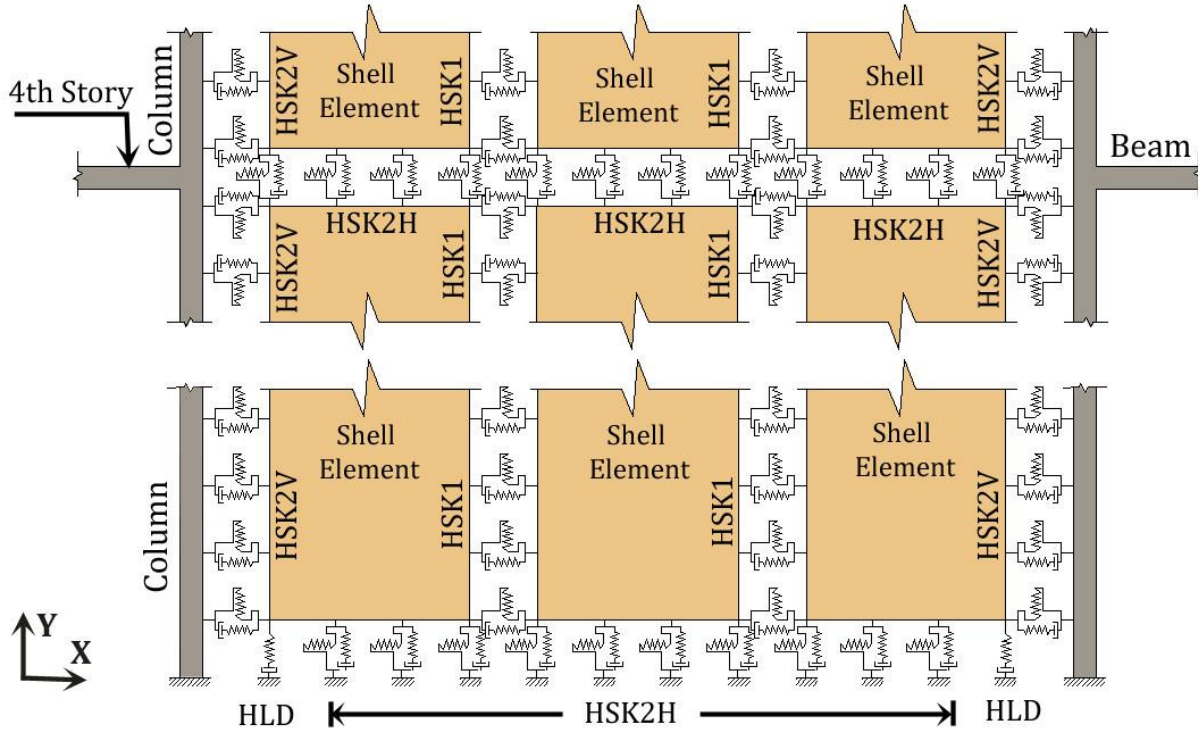 4th Story
Column
HSK2V
Shell
Element
HSK1
Shell
Element
HSK1
Shell
Element
HSK2V
Beam
HSK2V
HSK2H
HSK1
HSK2H
HSK1
HSK2H
HSK2V
Column
HSK2V
Shell
Element
HSK1
Shell
Element
HSK1
Shell
Element
HSK2V
Y
X
HLD
HSK2H
HLD